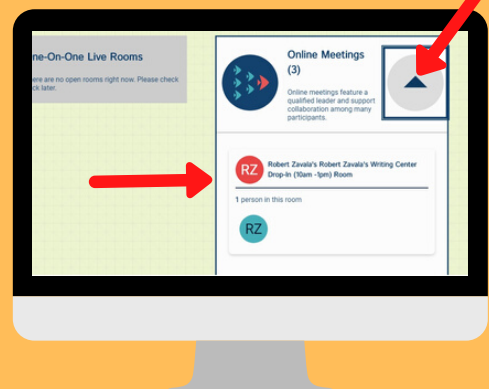 ne-On-One Live Rooms
ere are no open rooms right now. Please check
ck later.
Online Meetings
(3)
Online meetings feature a
qualified leader and support
collaboration among many
participants.
RZ
Robert Zavala's Robert Zavala's Writing Center
Drop-In (10am -1pm) Room
1 person in this room
RZ